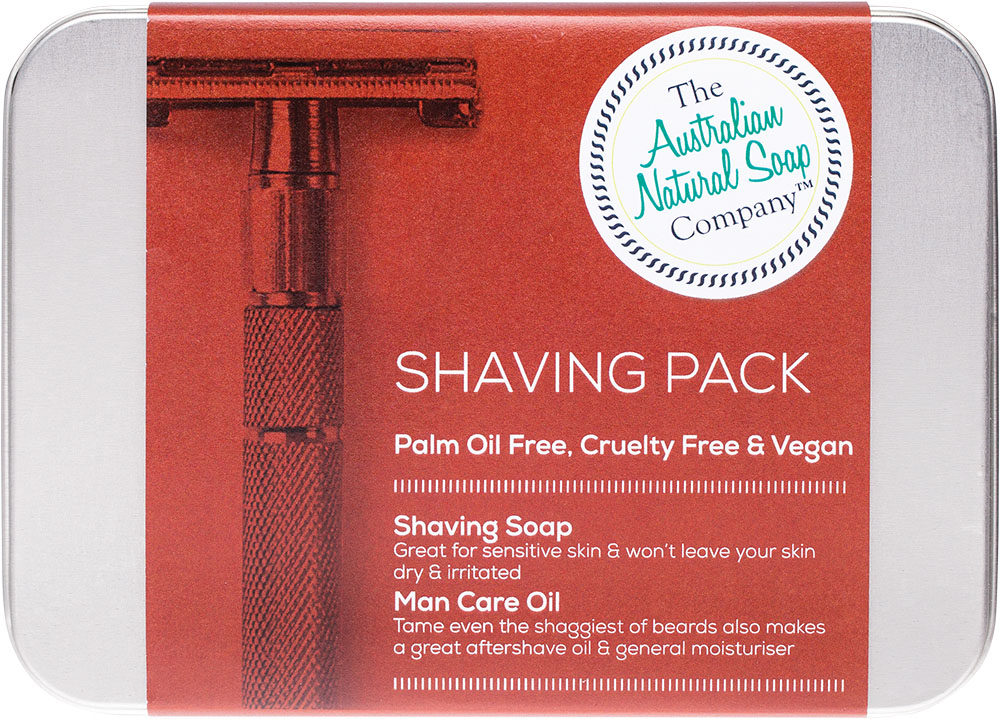 The
Australian
Natural Soap
Company™
SHAVING PACK
Palm Oil Free, Cruelty Free & Vegan
Shaving Soap
Great for sensitive skin & won't leave your skin
dry & irritated
Man Care Oil
Tame even the shaggiest of beards also makes
a great aftershave oil & general moisturiser